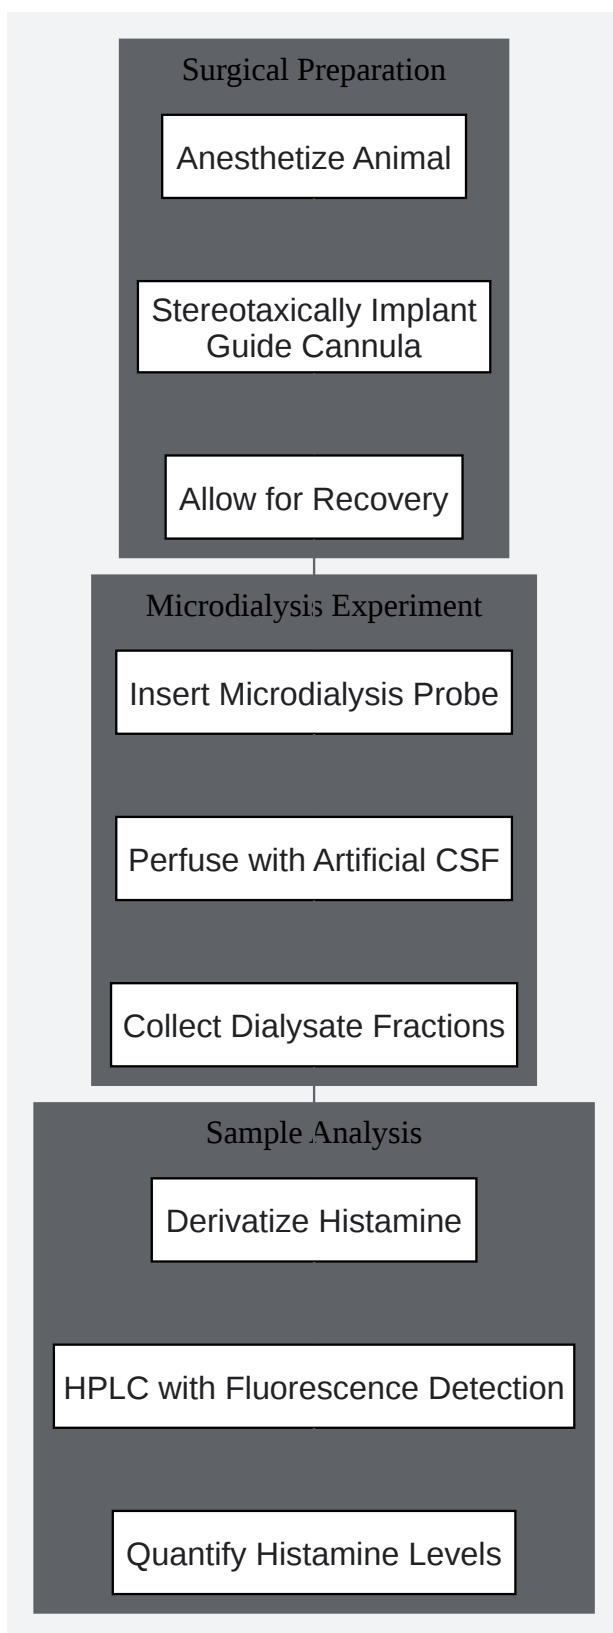 Surgical Preparation
Anesthetize Animal
Stereotaxically Implant
Guide Cannula
Allow for Recovery
Microdialysis Experiment
Insert Microdialysis Probe
Perfuse with Artificial CSF
Collect Dialysate Fractions
Sample Analysis
Derivatize Histamine
HPLC with Fluorescence Detection
Quantify Histamine Levels